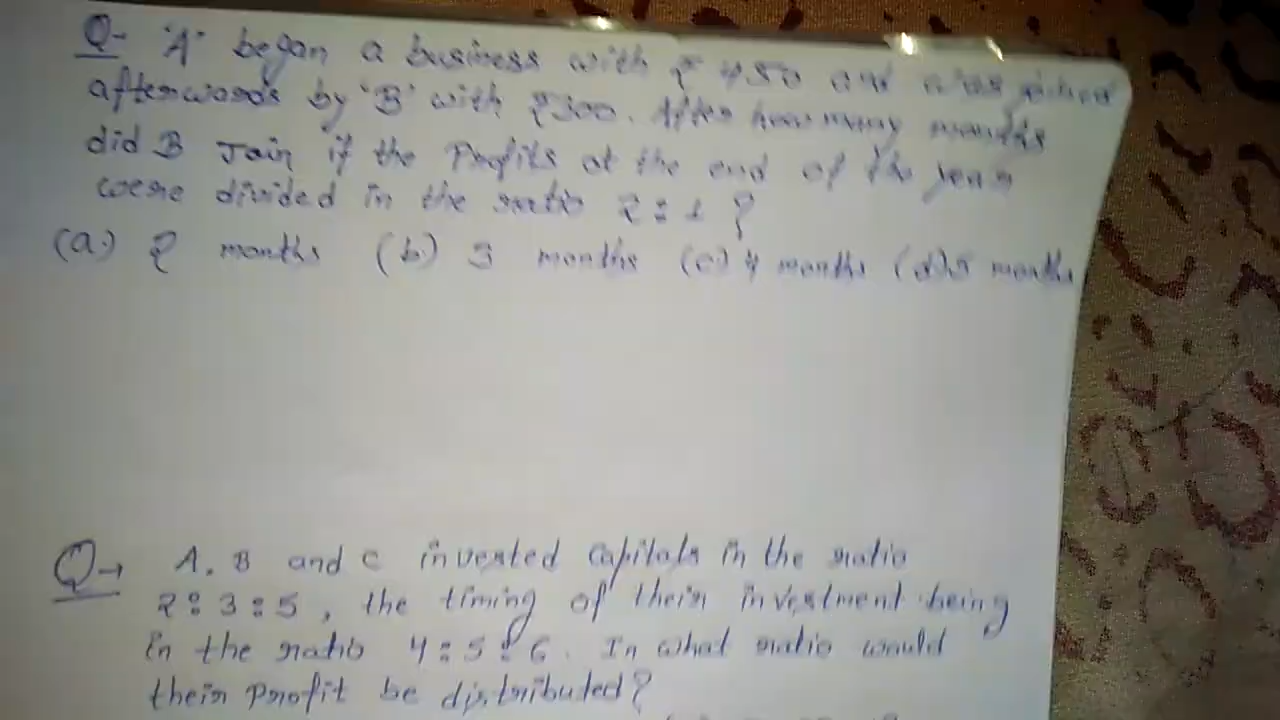 Q- 'A' began a business with ₹ 450 and was joined
afterwards by 'B' with ₹300. After how many months
did B Join if the Profits at the end of the year
were divided in the ratio 2:1?
(a.) 2 months (b.) 3 months (c.) 4 months (d.) 5 months
Q→ A, B and C invested Capitals in the ratio
2:3:5, the timing of their investment being
in the ratio 4:5:6. In what ratio would
their Profit be distributed?